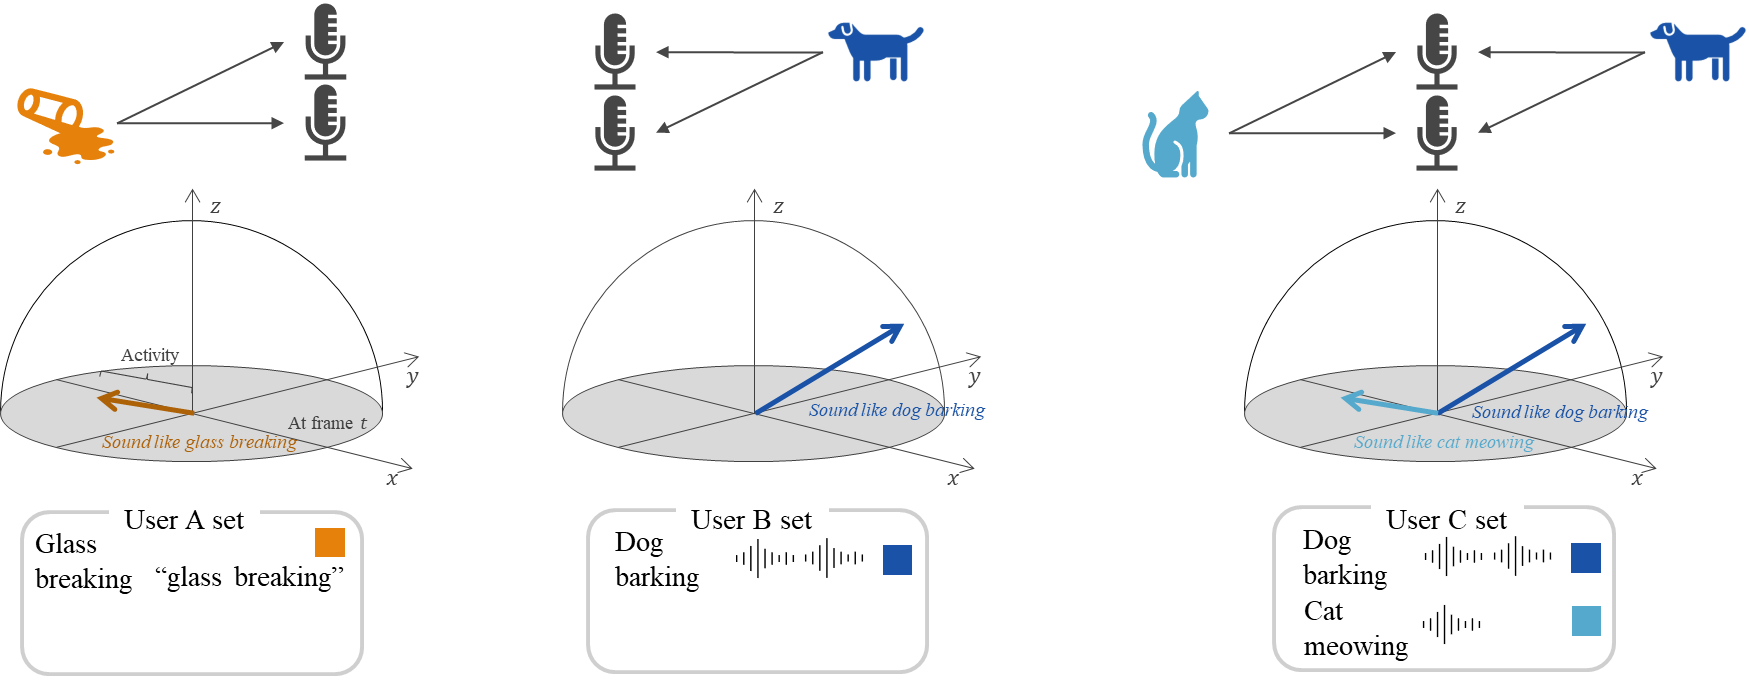 z
Activity
y
At frame t
Sound like glass breaking
x
User A set
Glass
breaking
“glass breaking”
z
y
Sound like dog barking
x
User B set
Dog
barking
z
y
Sound like dog barking
Sound like cat meowing
x
User C set
Dog
barking
Cat
meowing